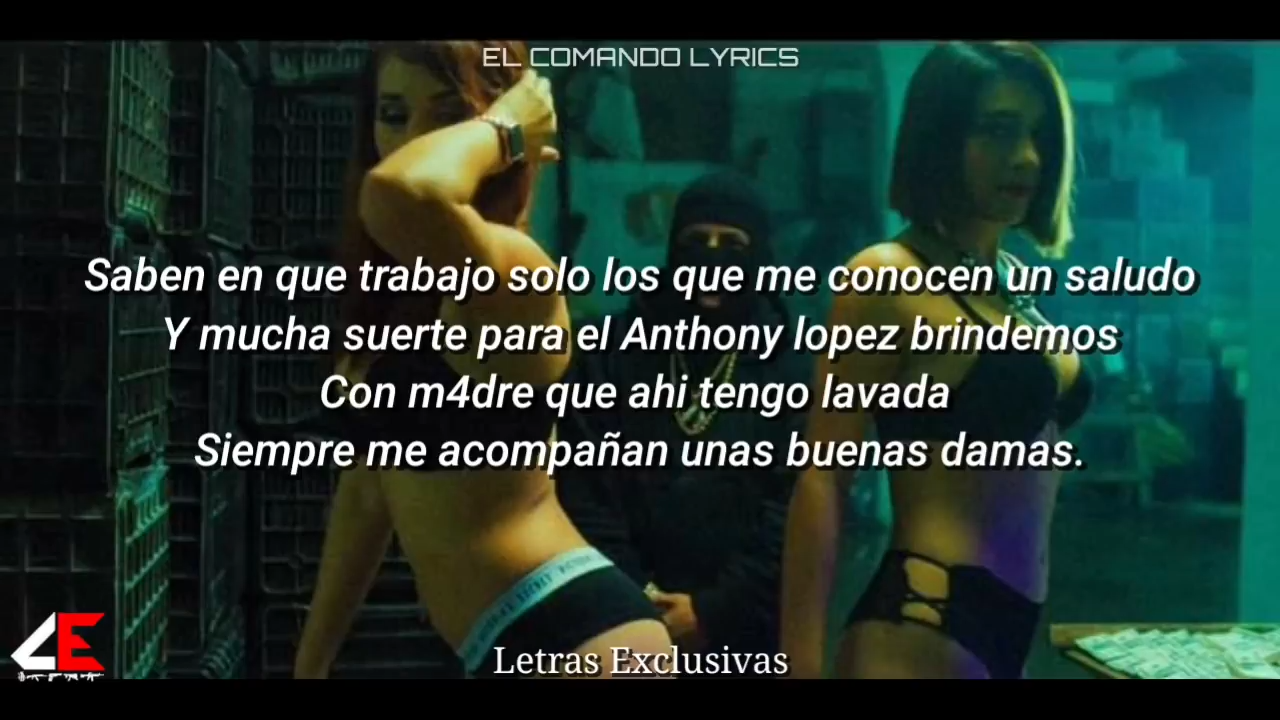 EL COMANDO LYRICS
Saben en que trabajo solo los que me conocen un saludo
Y mucha suerte para el Anthony lopez brindemos
Con m4dre que ahi tengo lavada
Siempre me acompañan unas buenas damas.
LE
Letras Exclusivas